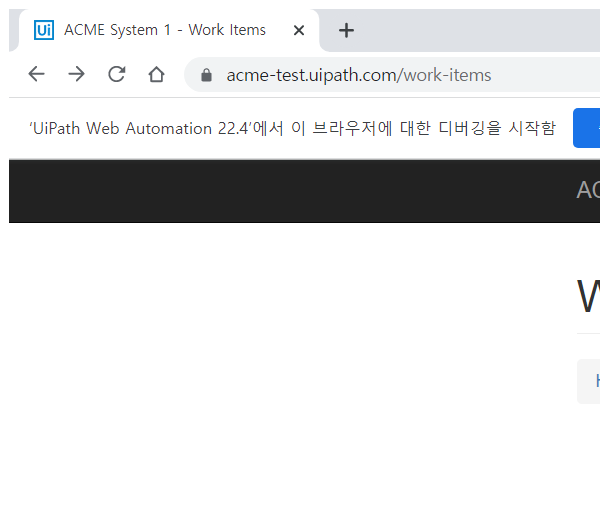 Ui ACME System 1 - Work Items
acme-test.uipath.com/work-items
'UiPath Web Automation 22.4'에서 이 브라우저에 대한 디버깅을 시작함
AC
W